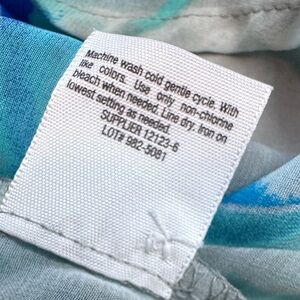 Machine wash cold gentle cycle. With
like colors. Use only non-chlorine
bleach when needed. Line dry. Iron on
lowest setting as needed.
SUPPLIER 12123-6
LOT# 982-5081